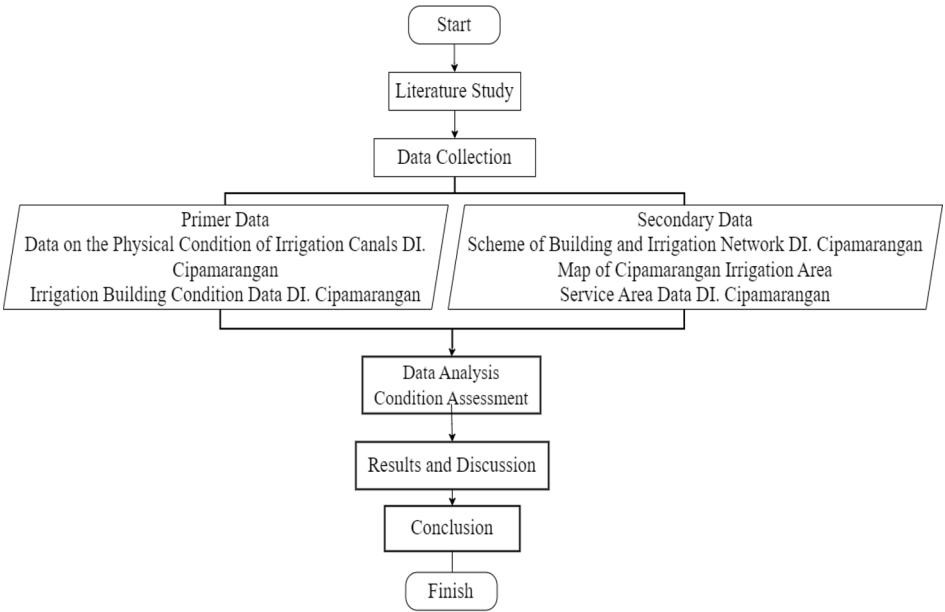 Start
Literature Study
Data Collection
Primer Data
Data on the Physical Condition of Irrigation Canals DI.
Cipamarangan
Irrigation Building Condition Data DI. Cipamarangan
Secondary Data
Scheme of Building and Irrigation Network DI. Cipamarangan
Map of Cipamarangan Irrigation Area
Service Area Data DI. Cipamarangan
Data Analysis
Condition Assessment
Results and Discussion
Conclusion
Finish